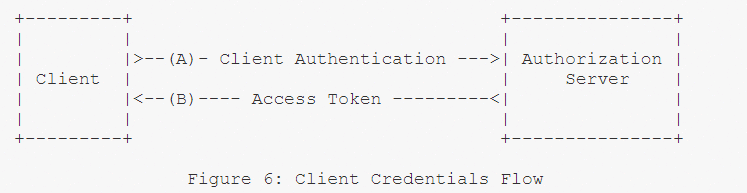 +---------+                                  +---------------+
|         |                                  |               |
|         |>--(A)- Client Authentication --->| Authorization |
| Client  |                                  |     Server    |
|         |<--(B)---- Access Token ---------<|               |
|         |                                  |               |
+---------+                                  +---------------+
Figure 6: Client Credentials Flow